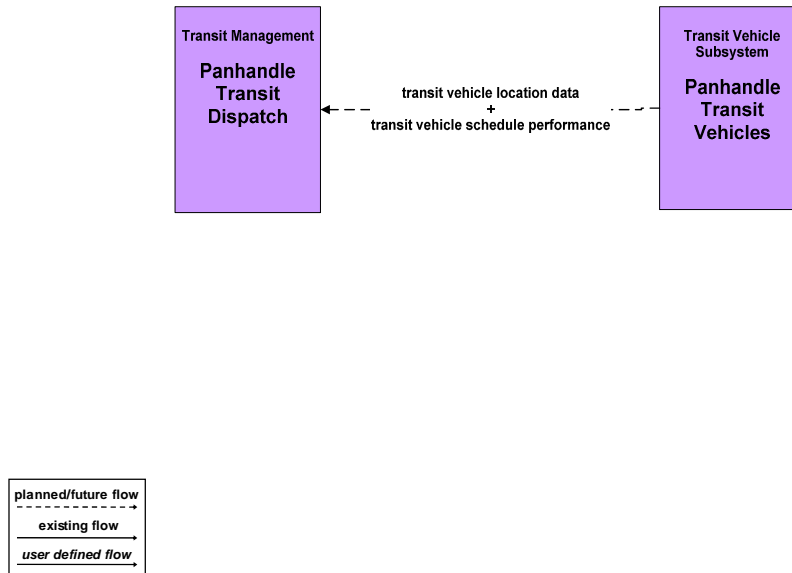 Transit Management
Panhandle
Transit
Dispatch
transit vehicle location data
+
transit vehicle schedule performance
Transit Vehicle
Subsystem
Panhandle
Transit
Vehicles
planned/future flow
existing flow
user defined flow